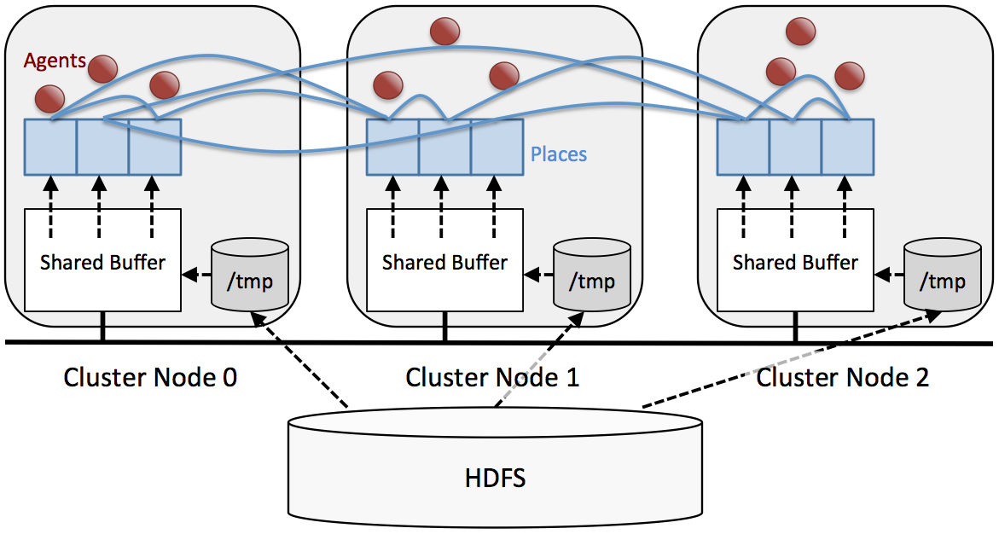 Agents
Places
Shared Buffer
/tmp
Shared Buffer
/tmp
Shared Buffer
/tmp
Cluster Node 0
Cluster Node 1
Cluster Node 2
HDFS